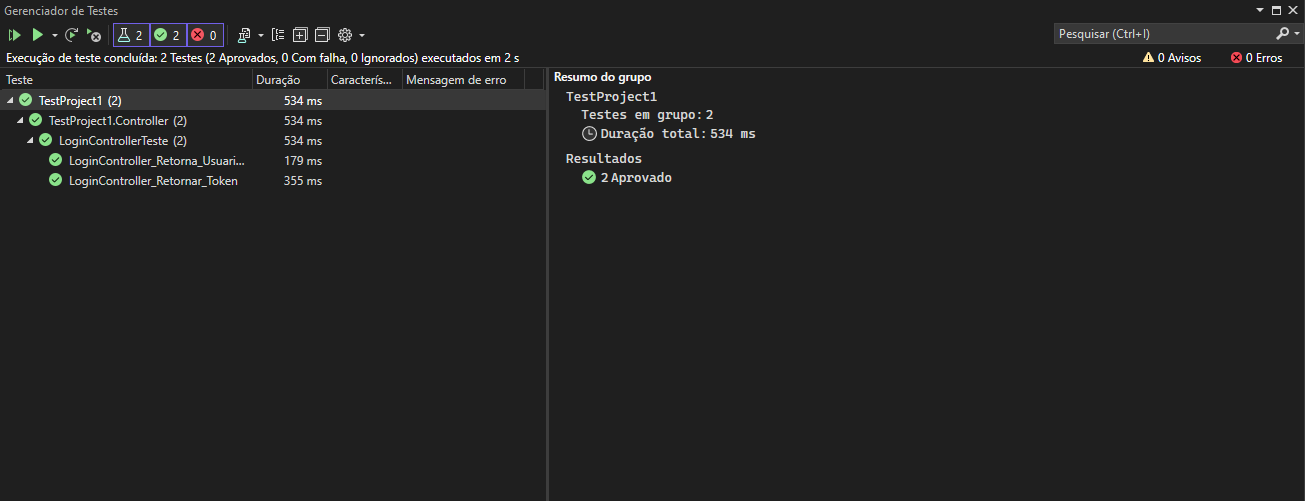 Gerenciador de Testes
2 2 0
Pesquisar (Ctrl+I)
Execução de teste concluída: 2 Testes (2 Aprovados, 0 Com falha, 0 Ignorados) executados em 2 s
0 Avisos
0 Erros
Teste Duração Caracterís... Mensagem de erro
TestProject1 (2) 534 ms
TestProject1.Controller (2) 534 ms
LoginControllerTeste (2) 534 ms
LoginController_Retorna_Usuari... 179 ms
LoginController_Retornar_Token 355 ms
Resumo do grupo
TestProject1
Testes em grupo: 2
Duração total: 534 ms
Resultados
2 Aprovado